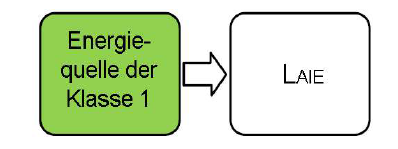 Energie-
quelle der
Klasse 1
LAIE